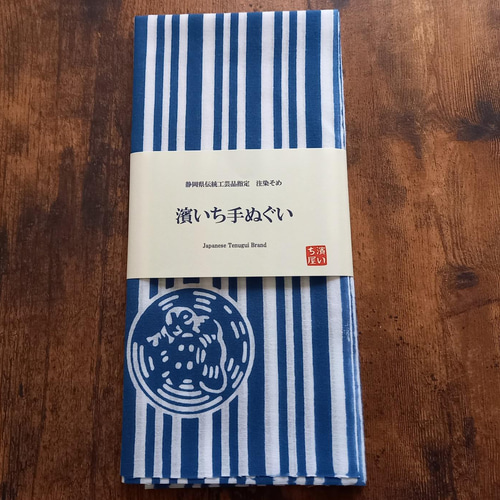 静岡県伝統工芸品指定　注染そめ
濱いち手ぬぐい
Japanese Tenugui Brand
濱いち屋